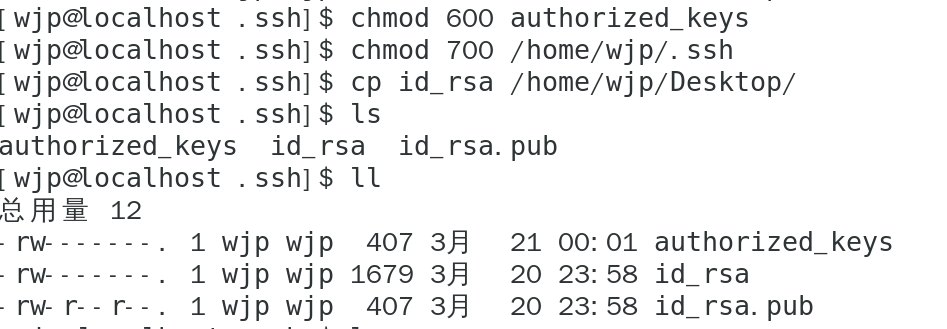 [wjp@localhost .ssh]$ chmod 600 authorized_keys
[wjp@localhost .ssh]$ chmod 700 /home/wjp/.ssh
[wjp@localhost .ssh]$ cp id_rsa /home/wjp/Desktop/
[wjp@localhost .ssh]$ ls
authorized_keys  id_rsa  id_rsa.pub
[wjp@localhost .ssh]$ ll
总用量 12
-rw-------. 1 wjp wjp  407 3月  21 00:01 authorized_keys
-rw-------. 1 wjp wjp 1679 3月  20 23:58 id_rsa
-rw-r--r--. 1 wjp wjp  407 3月  20 23:58 id_rsa.pub